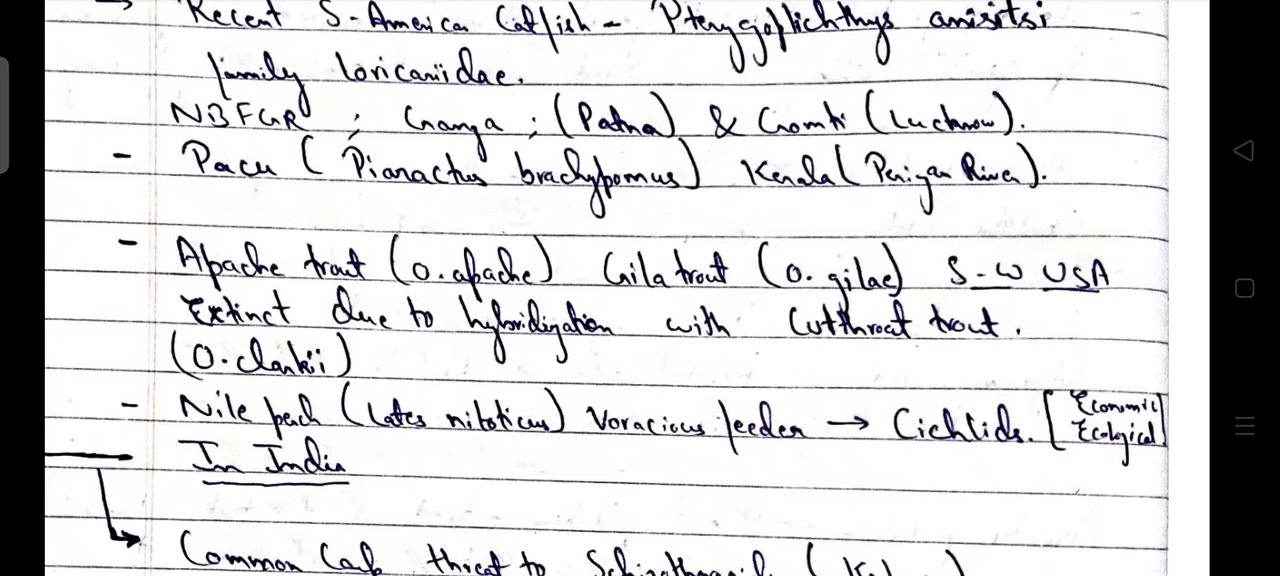 Recent S-American Catfish - Pterygoplichthys anisitsi
family loricariidae.
NBFGR ; Ganga ; (Patna) & Gomti (Lucknow).
- Pacu ( Piaractus brachypomus) Kerala ( Periyar River).
- Apache trout (O. apache) Gila trout (O. gilae) S-W USA
Extinct due to hybridization with Cutthroat trout.
(O. clarkii)
- Nile pech (Lates niloticus) Voracious feeder → Cichlids. [Economic
Ecological]
In India
Common Carp threat to